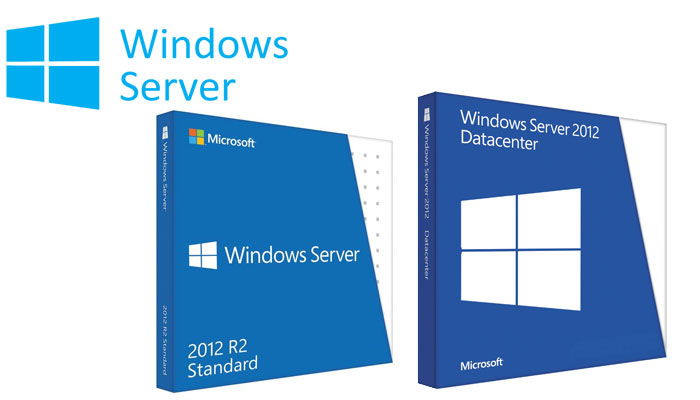 Windows
Server
Microsoft
Windows Server
2012 R2
Standard
Windows Server
2012 R2 Standard
Windows Server 2012
Datacenter
Microsoft
Windows Server 2012
Datacenter